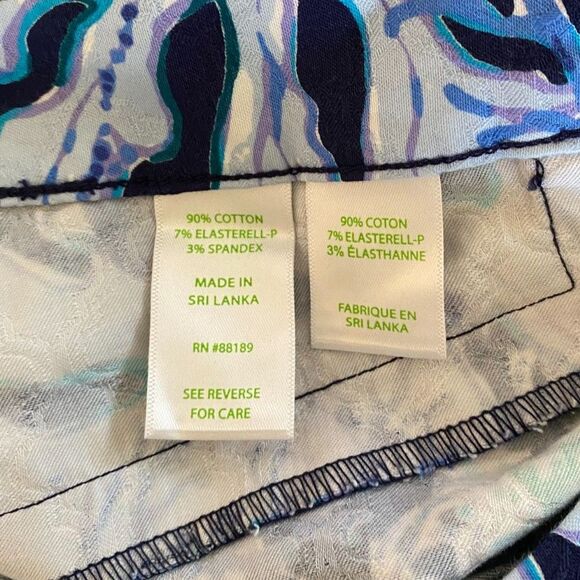 90% COTTON
7% ELASTERELL-P
3% SPANDEX
MADE IN
SRI LANKA
RN #88189
SEE REVERSE
FOR CARE
90% COTON
7% ELASTERELL-P
3% ÉLASTHANNE
FABRIQUE EN
SRI LANKA